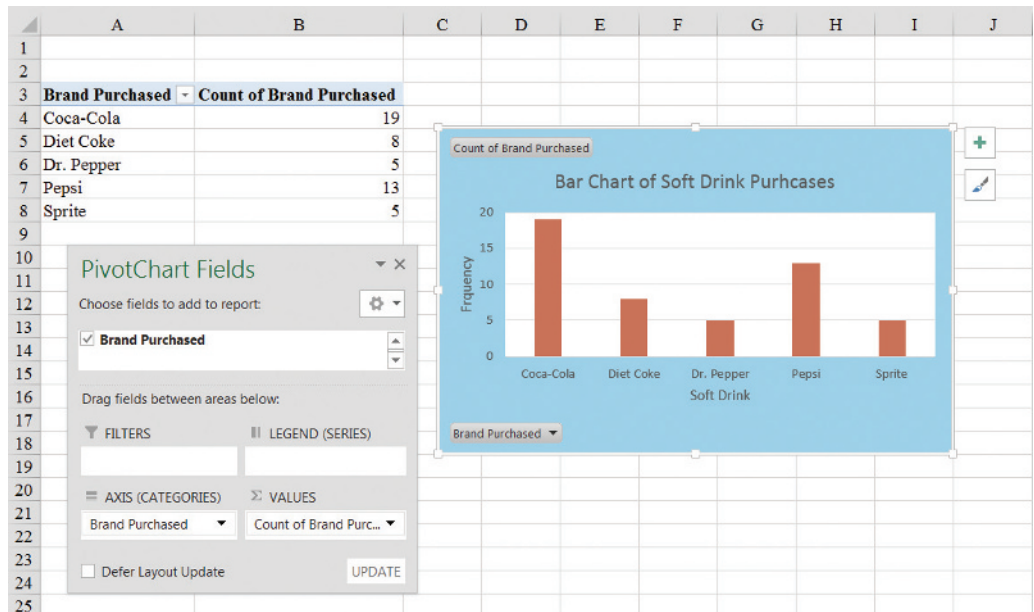 A B C D E F G H I J
1
2
3 Brand Purchased Count of Brand Purchased
4 Coca-Cola 19
5 Diet Coke 8
6 Dr. Pepper 5
7 Pepsi 13
8 Sprite 5
9
10
11
12
13
14
15
16
17
18
19
20
21
22
23
24
25
PivotChart Fields
Choose fields to add to report:
Brand Purchased
Drag fields between areas below:
FILTERS LEGEND (SERIES)
AXIS (CATEGORIES) Σ VALUES
Brand Purchased Count of Brand Purc...
Defer Layout Update UPDATE
Count of Brand Purchased
Bar Chart of Soft Drink Purhcases
Frquency
20
15
10
5
0
Coca-Cola Diet Coke Dr. Pepper Pepsi Sprite
Soft Drink
Brand Purchased